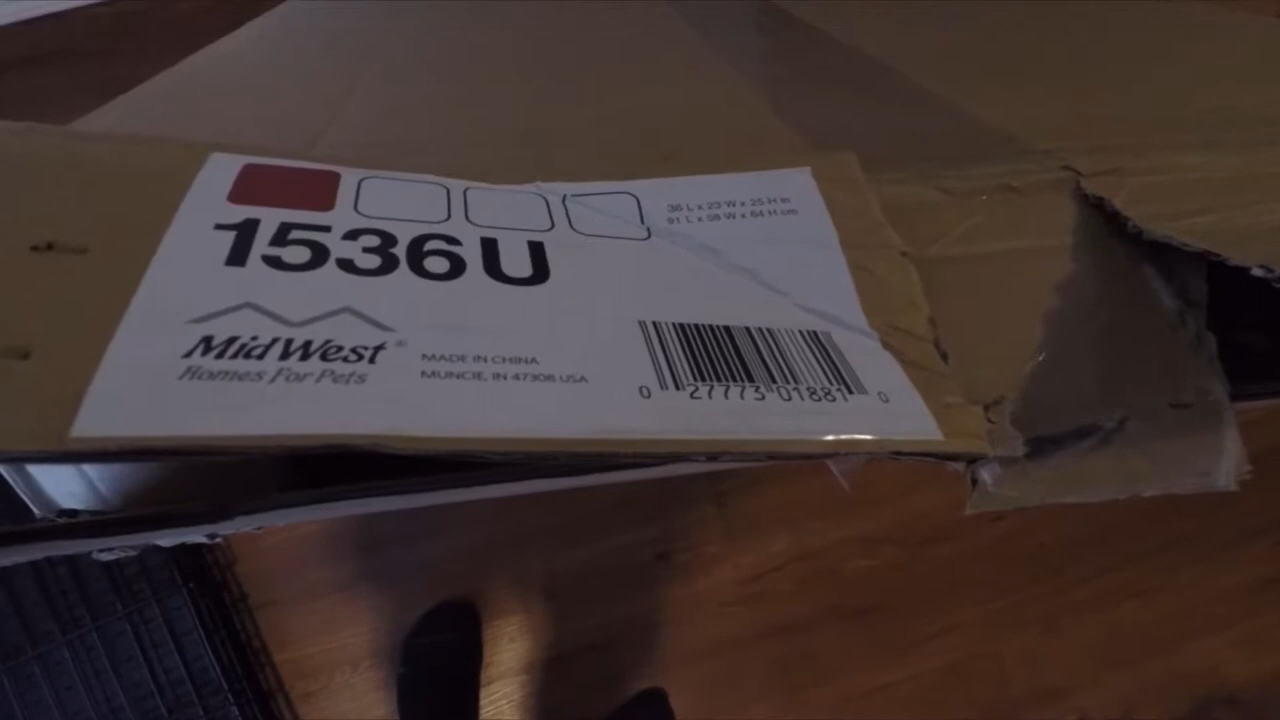 36 L x 23 W x 25 H in
91 L x 58 W x 64 H cm
1536U
MidWest®
Homes For Pets
MADE IN CHINA
MUNCIE, IN 47308 USA
0 27773 01881 0